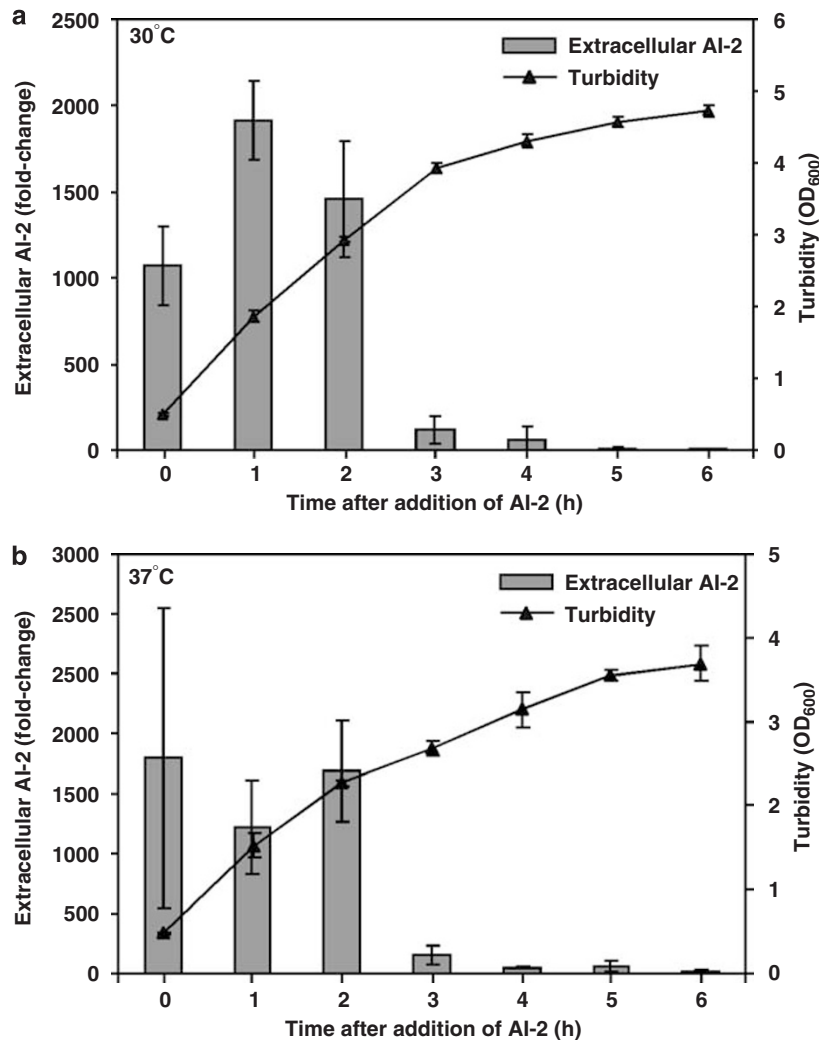 a
30°C
Extracellular AI-2
Turbidity
Extracellular AI-2 (fold-change)
2500
2000
1500
1000
500
0
Turbidity (OD600)
6
5
4
3
2
1
0
0 1 2 3 4 5 6
Time after addition of AI-2 (h)
b
37°C
Extracellular AI-2
Turbidity
Extracellular AI-2 (fold-change)
3000
2500
2000
1500
1000
500
0
Turbidity (OD600)
5
4
3
2
1
0
0 1 2 3 4 5 6
Time after addition of AI-2 (h)